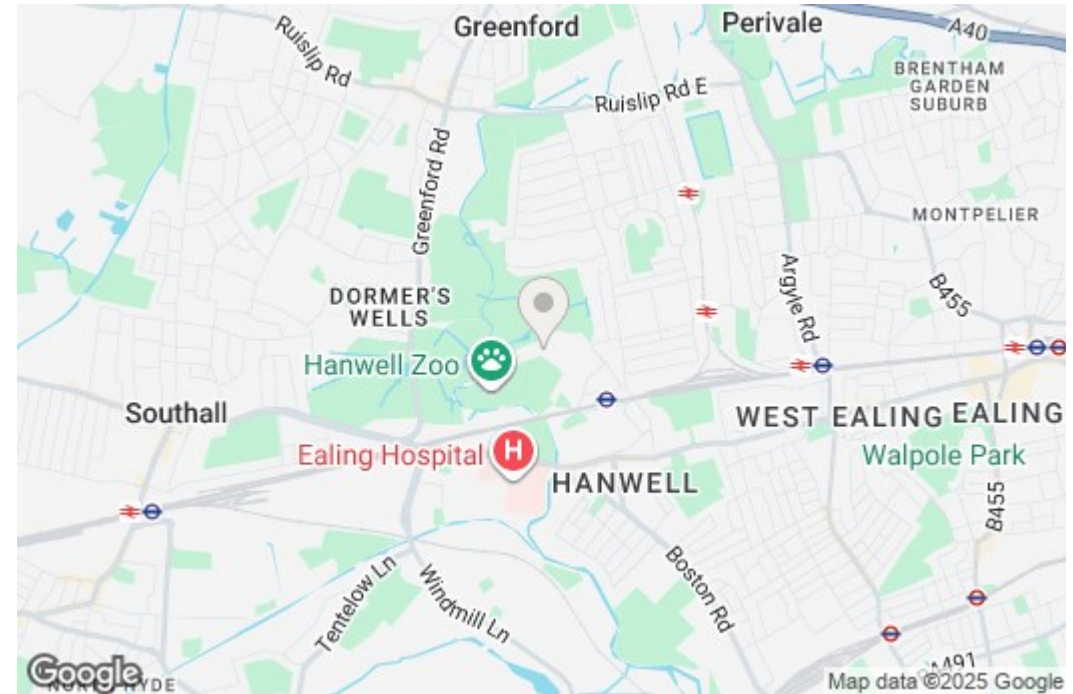 Greenford
Perivale
A40
Ruislip Rd
BRENTHAM
GARDEN
SUBURB
Ruislip Rd E
Greenford Rd
MONTPELIER
Argyle Rd
B455
DORMER'S
WELLS
Hanwell Zoo
Southall
WEST EALING
EALING
Ealing Hospital
H
Walpole Park
HANWELL
B455
Boston Rd
Tentelow Ln
Windmill Ln
A491
Google
HYDE
Map data ©2025 Google